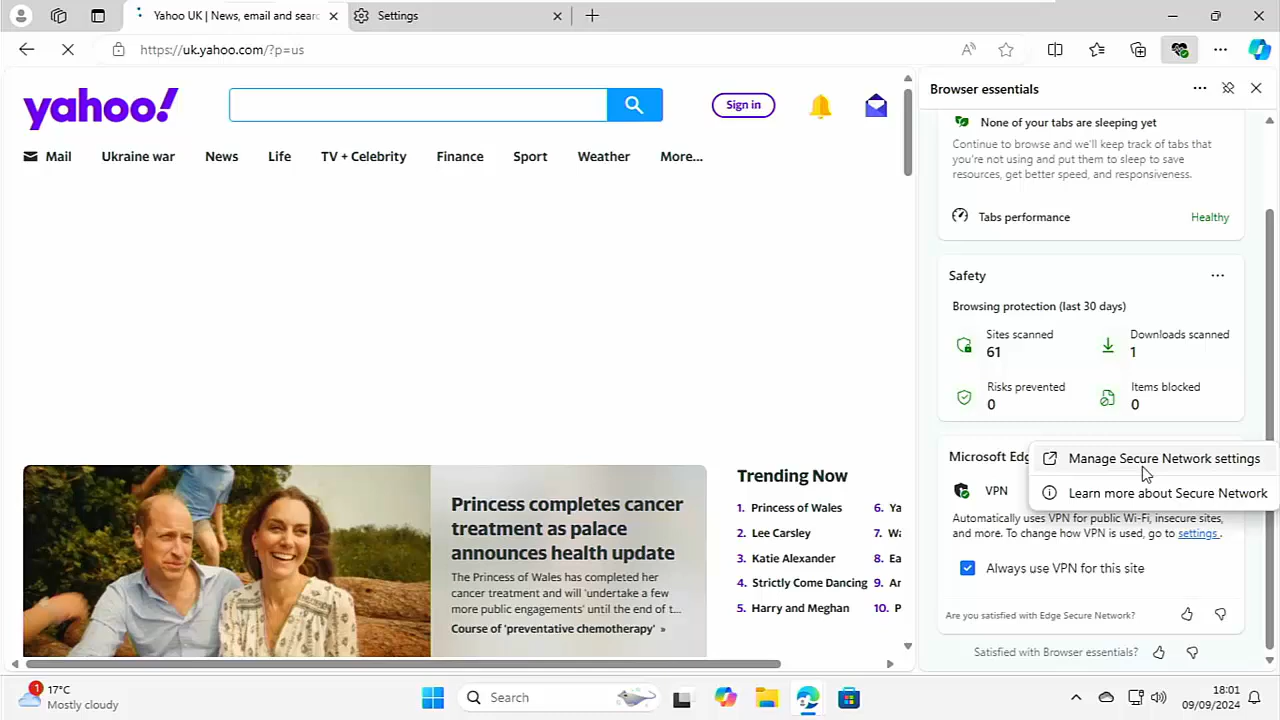 Yahoo UK | News, email and searc
Settings
https://uk.yahoo.com/?p=us
yahoo!
Sign in
Mail
Ukraine war
News
Life
TV + Celebrity
Finance
Sport
Weather
More...
Princess completes cancer
treatment as palace
announces health update
The Princess of Wales has completed her
cancer treatment and will 'undertake a few
more public engagements' until the end of t...
Course of 'preventative chemotherapy' »
Trending Now
1. Princess of Wales
2. Lee Carsley
3. Katie Alexander
4. Strictly Come Dancing
5. Harry and Meghan
6. Ya
7. Wa
8. Ea
9. Ar
10. P
Browser essentials
None of your tabs are sleeping yet
Continue to browse and we'll keep track of tabs that
you're not using and put them to sleep to save
resources, get better speed, and responsiveness.
Tabs performance
Healthy
Safety
Browsing protection (last 30 days)
Sites scanned
61
Downloads scanned
1
Risks prevented
0
Items blocked
0
Microsoft Edg
Manage Secure Network settings
Learn more about Secure Network
VPN
Automatically uses VPN for public Wi-Fi, insecure sites,
and more. To change how VPN is used, go to settings .
Always use VPN for this site
Are you satisfied with Edge Secure Network?
Satisfied with Browser essentials?
1
17°C
Mostly cloudy
Search
18:01
09/09/2024